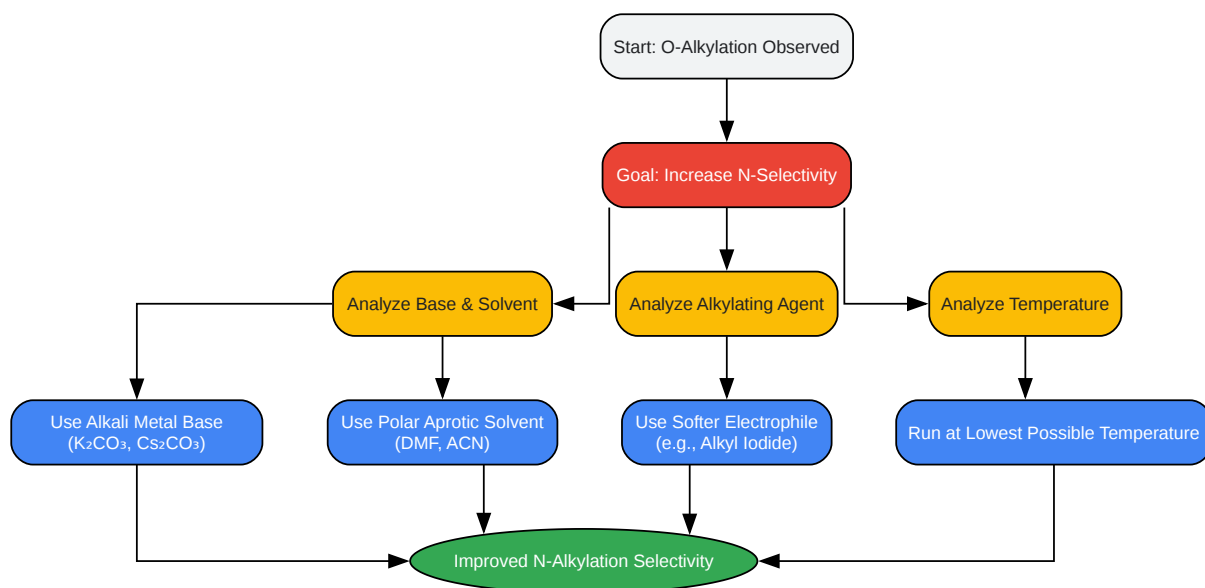 Start: O-Alkylation Observed
Goal: Increase N-Selectivity
Analyze Base & Solvent
Analyze Alkylating Agent
Analyze Temperature
Use Alkali Metal Base
(K₂CO₃, Cs₂CO₃)
Use Polar Aprotic Solvent
(DMF, ACN)
Use Softer Electrophile
(e.g., Alkyl Iodide)
Run at Lowest Possible Temperature
Improved N-Alkylation Selectivity